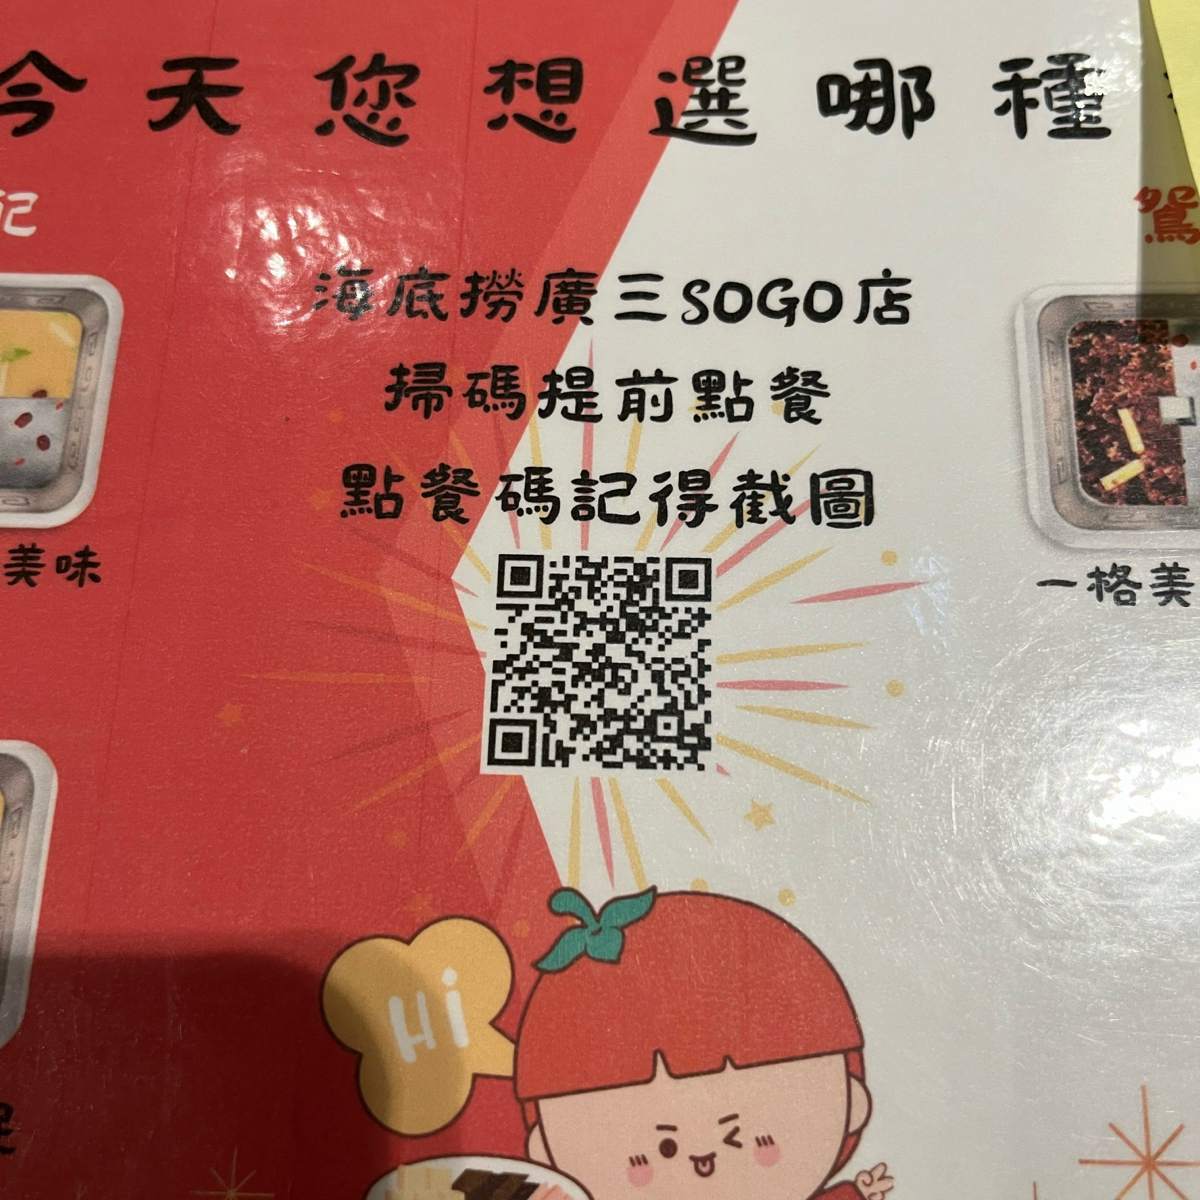 今天您想選哪種
記
鴛
海底撈廣三SOGO店
掃碼提前點餐
點餐碼記得截圖
美味
一格美
Hi